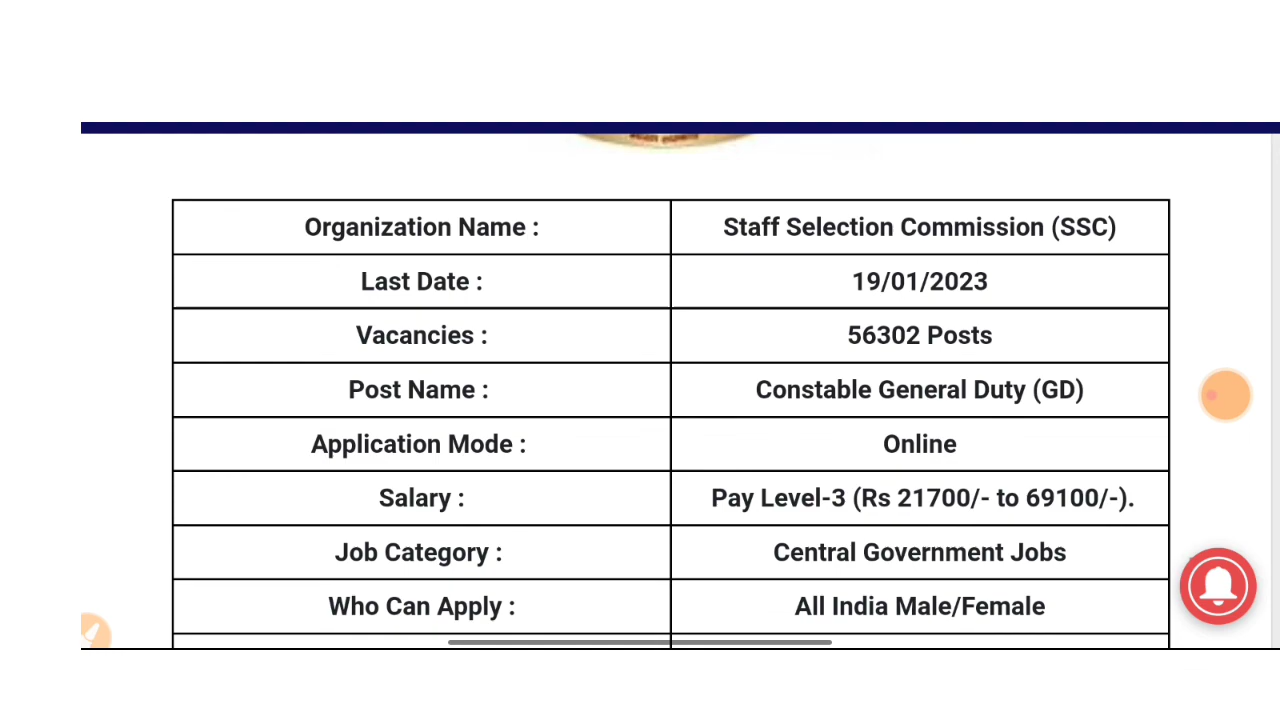 Organization Name :
Staff Selection Commission (SSC)
Last Date :
19/01/2023
Vacancies :
56302 Posts
Post Name :
Constable General Duty (GD)
Application Mode :
Online
Salary :
Pay Level-3 (Rs 21700/- to 69100/-).
Job Category :
Central Government Jobs
Who Can Apply :
All India Male/Female